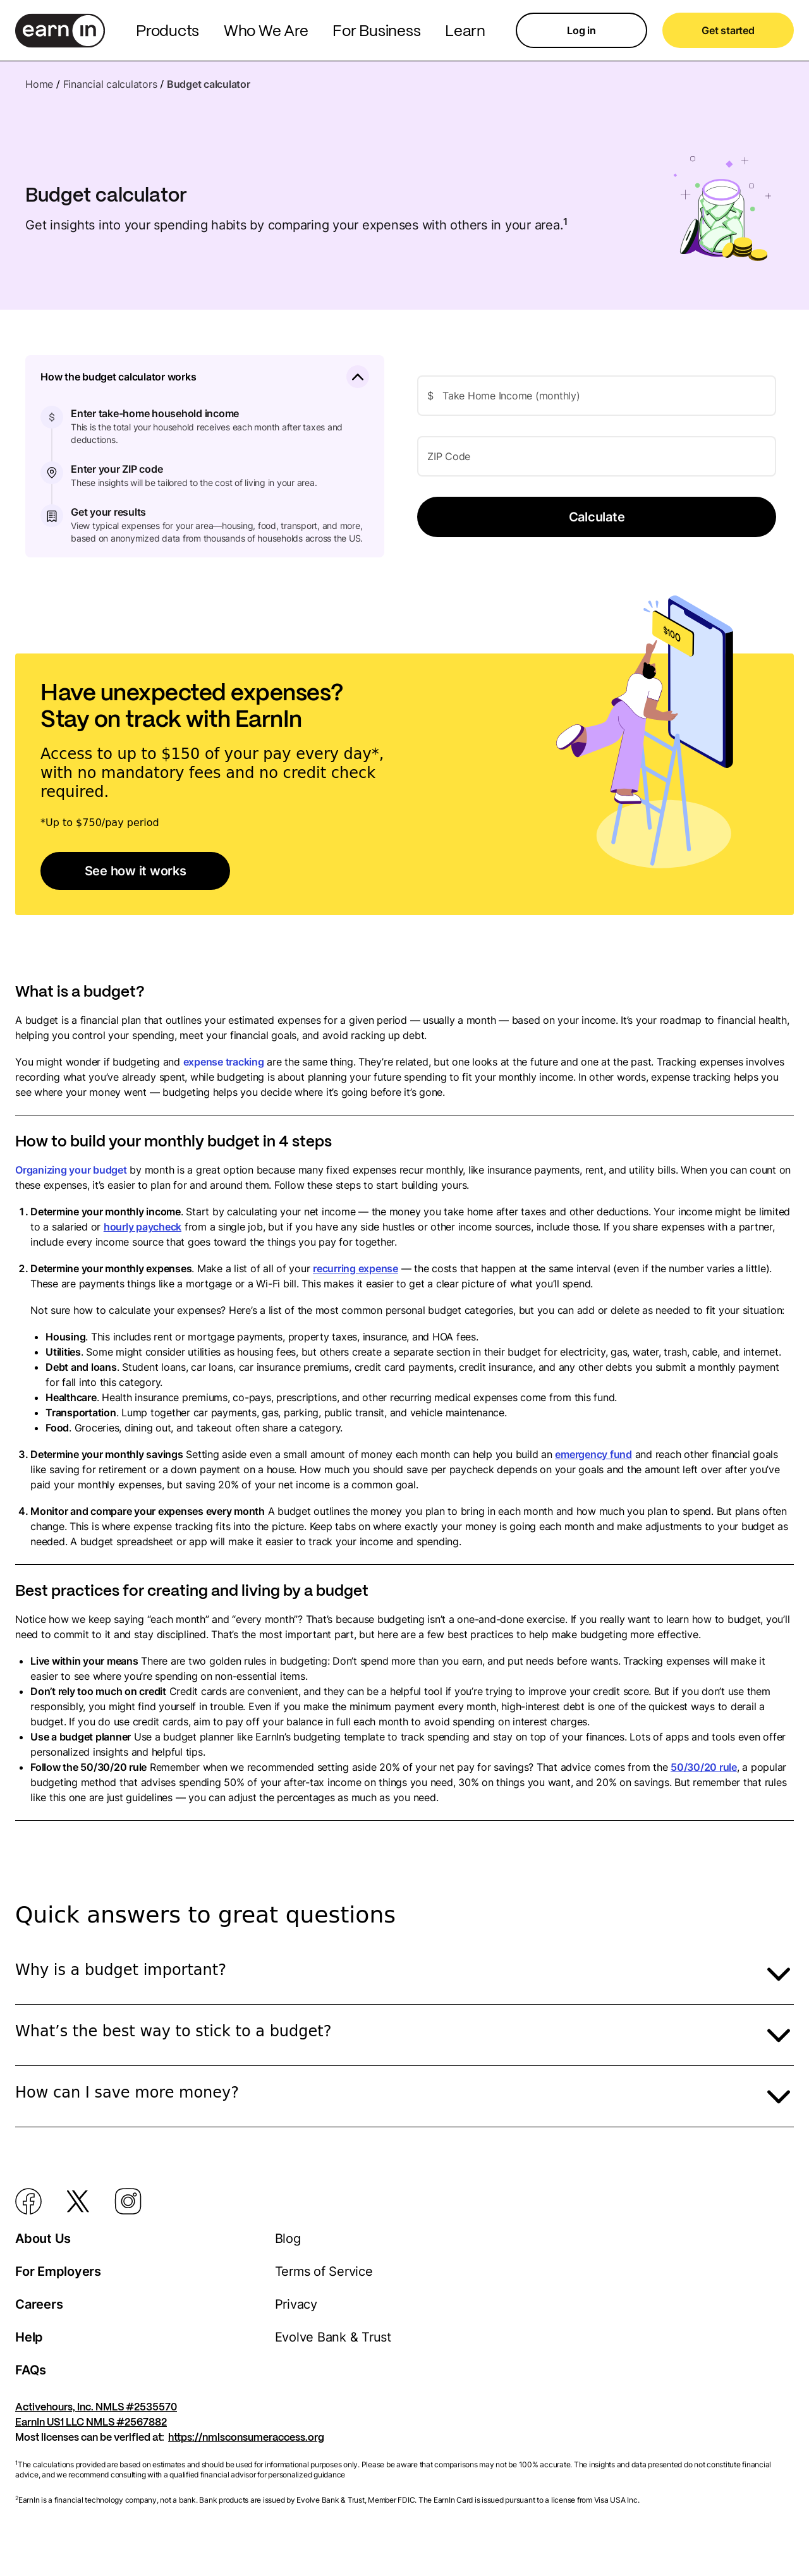 earn in
Products
Who We Are
For Business
Learn
Log in
Get started
Home / Financial calculators / Budget calculator
Budget calculator
Get insights into your spending habits by comparing your expenses with others in your area.1
How the budget calculator works
$
Enter take-home household income
This is the total your household receives each month after taxes and
deductions.
Enter your ZIP code
These insights will be tailored to the cost of living in your area.
Get your results
View typical expenses for your area—housing, food, transport, and more,
based on anonymized data from thousands of households across the US.
$ Take Home Income (monthly)
ZIP Code
Calculate
$100
Have unexpected expenses?
Stay on track with EarnIn
Access to up to $150 of your pay every day*,
with no mandatory fees and no credit check
required.
*Up to $750/pay period
See how it works
What is a budget?
A budget is a financial plan that outlines your estimated expenses for a given period — usually a month — based on your income. It’s your roadmap to financial health,
helping you control your spending, meet your financial goals, and avoid racking up debt.
You might wonder if budgeting and expense tracking are the same thing. They’re related, but one looks at the future and one at the past. Tracking expenses involves
recording what you’ve already spent, while budgeting is about planning your future spending to fit your monthly income. In other words, expense tracking helps you
see where your money went — budgeting helps you decide where it’s going before it’s gone.
How to build your monthly budget in 4 steps
Organizing your budget by month is a great option because many fixed expenses recur monthly, like insurance payments, rent, and utility bills. When you can count on
these expenses, it’s easier to plan for and around them. Follow these steps to start building yours.
1. Determine your monthly income. Start by calculating your net income — the money you take home after taxes and other deductions. Your income might be limited
to a salaried or hourly paycheck from a single job, but if you have any side hustles or other income sources, include those. If you share expenses with a partner,
include every income source that goes toward the things you pay for together.
2. Determine your monthly expenses. Make a list of all of your recurring expense — the costs that happen at the same interval (even if the number varies a little).
These are payments things like a mortgage or a Wi-Fi bill. This makes it easier to get a clear picture of what you’ll spend.
Not sure how to calculate your expenses? Here’s a list of the most common personal budget categories, but you can add or delete as needed to fit your situation:
• Housing. This includes rent or mortgage payments, property taxes, insurance, and HOA fees.
• Utilities. Some might consider utilities as housing fees, but others create a separate section in their budget for electricity, gas, water, trash, cable, and internet.
• Debt and loans. Student loans, car loans, car insurance premiums, credit card payments, credit insurance, and any other debts you submit a monthly payment
for fall into this category.
• Healthcare. Health insurance premiums, co-pays, prescriptions, and other recurring medical expenses come from this fund.
• Transportation. Lump together car payments, gas, parking, public transit, and vehicle maintenance.
• Food. Groceries, dining out, and takeout often share a category.
3. Determine your monthly savings Setting aside even a small amount of money each month can help you build an emergency fund and reach other financial goals
like saving for retirement or a down payment on a house. How much you should save per paycheck depends on your goals and the amount left over after you’ve
paid your monthly expenses, but saving 20% of your net income is a common goal.
4. Monitor and compare your expenses every month A budget outlines the money you plan to bring in each month and how much you plan to spend. But plans often
change. This is where expense tracking fits into the picture. Keep tabs on where exactly your money is going each month and make adjustments to your budget as
needed. A budget spreadsheet or app will make it easier to track your income and spending.
Best practices for creating and living by a budget
Notice how we keep saying “each month” and “every month”? That’s because budgeting isn’t a one-and-done exercise. If you really want to learn how to budget, you’ll
need to commit to it and stay disciplined. That’s the most important part, but here are a few best practices to help make budgeting more effective.
• Live within your means There are two golden rules in budgeting: Don’t spend more than you earn, and put needs before wants. Tracking expenses will make it
easier to see where you’re spending on non-essential items.
• Don’t rely too much on credit Credit cards are convenient, and they can be a helpful tool if you’re trying to improve your credit score. But if you don’t use them
responsibly, you might find yourself in trouble. Even if you make the minimum payment every month, high-interest debt is one of the quickest ways to derail a
budget. If you do use credit cards, aim to pay off your balance in full each month to avoid spending on interest charges.
• Use a budget planner Use a budget planner like EarnIn’s budgeting template to track spending and stay on top of your finances. Lots of apps and tools even offer
personalized insights and helpful tips.
• Follow the 50/30/20 rule Remember when we recommended setting aside 20% of your net pay for savings? That advice comes from the 50/30/20 rule, a popular
budgeting method that advises spending 50% of your after-tax income on things you need, 30% on things you want, and 20% on savings. But remember that rules
like this one are just guidelines — you can adjust the percentages as much as you need.
Quick answers to great questions
Why is a budget important?
What’s the best way to stick to a budget?
How can I save more money?
About Us
Blog
For Employers
Terms of Service
Careers
Privacy
Help
Evolve Bank & Trust
FAQs
Activehours, Inc. NMLS #2535570
EarnIn US1 LLC NMLS #2567882
Most licenses can be verified at: https://nmlsconsumeraccess.org
1The calculations provided are based on estimates and should be used for informational purposes only. Please be aware that comparisons may not be 100% accurate. The insights and data presented do not constitute financial
advice, and we recommend consulting with a qualified financial advisor for personalized guidance
2EarnIn is a financial technology company, not a bank. Bank products are issued by Evolve Bank & Trust, Member FDIC. The EarnIn Card is issued pursuant to a license from Visa USA Inc.